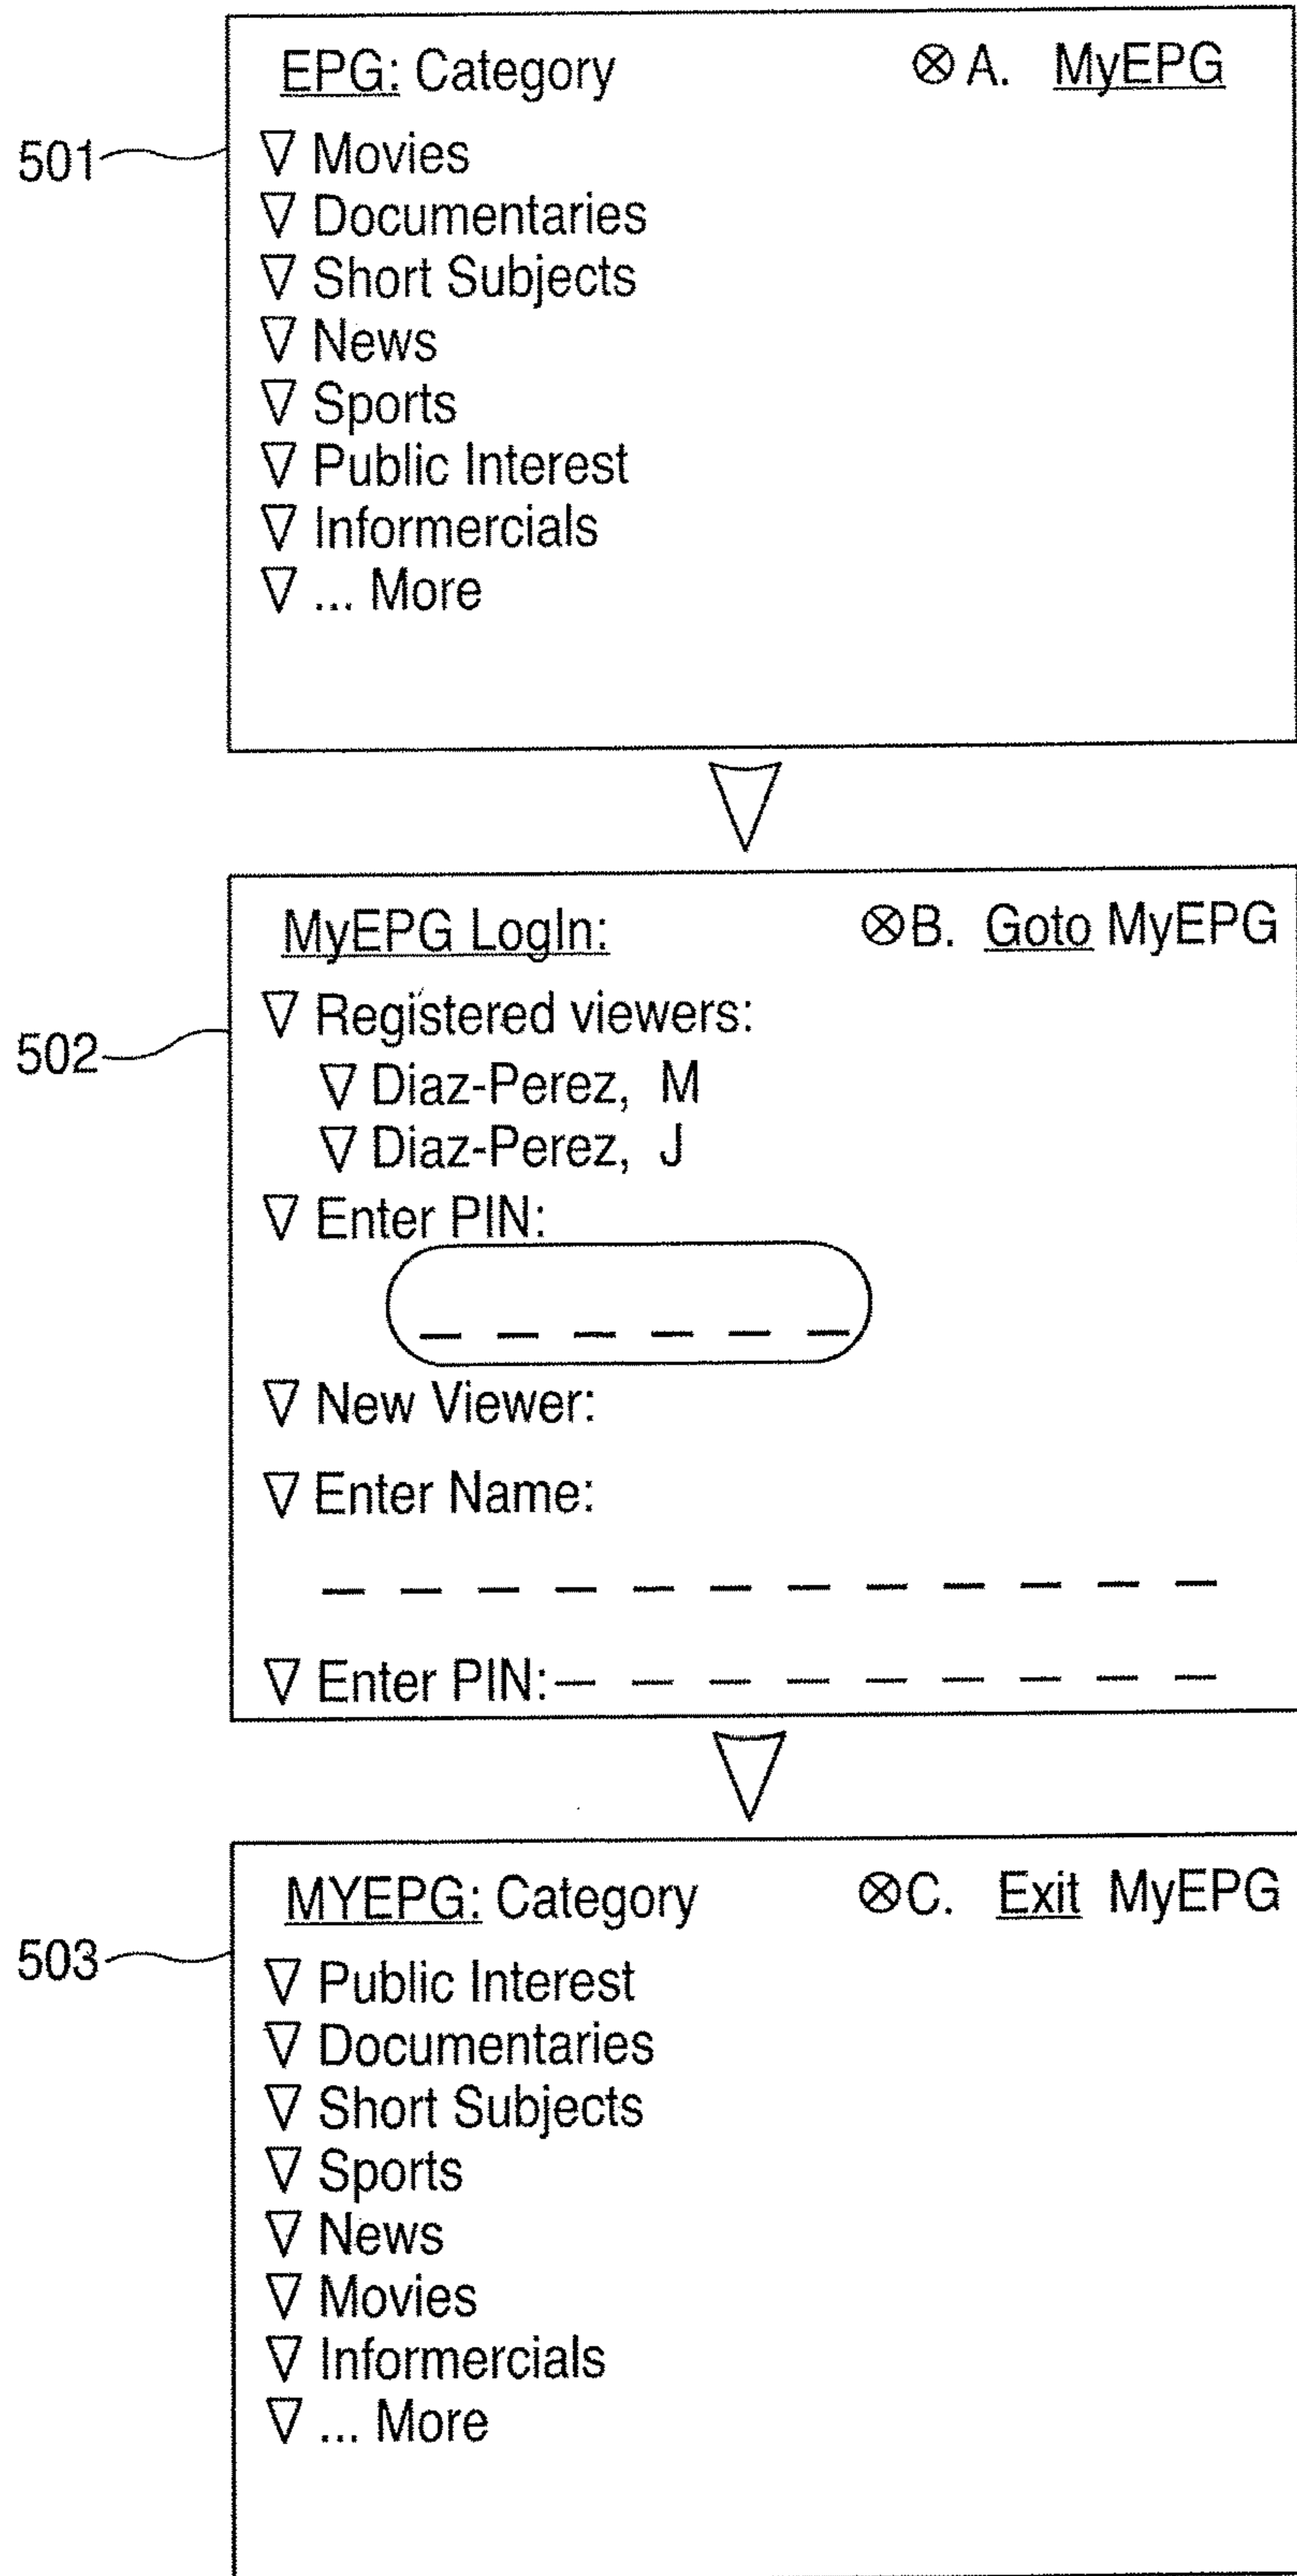 EPG: Category ⊗ A. MyEPG
501
▽ Movies
▽ Documentaries
▽ Short Subjects
▽ News
▽ Sports
▽ Public Interest
▽ Informercials
▽ ... More
MyEPG LogIn: ⊗B. Goto MyEPG
502
▽ Registered viewers:
▽ Diaz-Perez, M
▽ Diaz-Perez, J
▽ Enter PIN:
_ _ _ _ _ _
▽ New Viewer:
▽ Enter Name:
_ _ _ _ _ _ _ _ _ _ _ _
▽ Enter PIN: _ _ _ _ _ _ _ _ _
MYEPG: Category ⊗C. Exit MyEPG
503
▽ Public Interest
▽ Documentaries
▽ Short Subjects
▽ Sports
▽ News
▽ Movies
▽ Informercials
▽ ... More